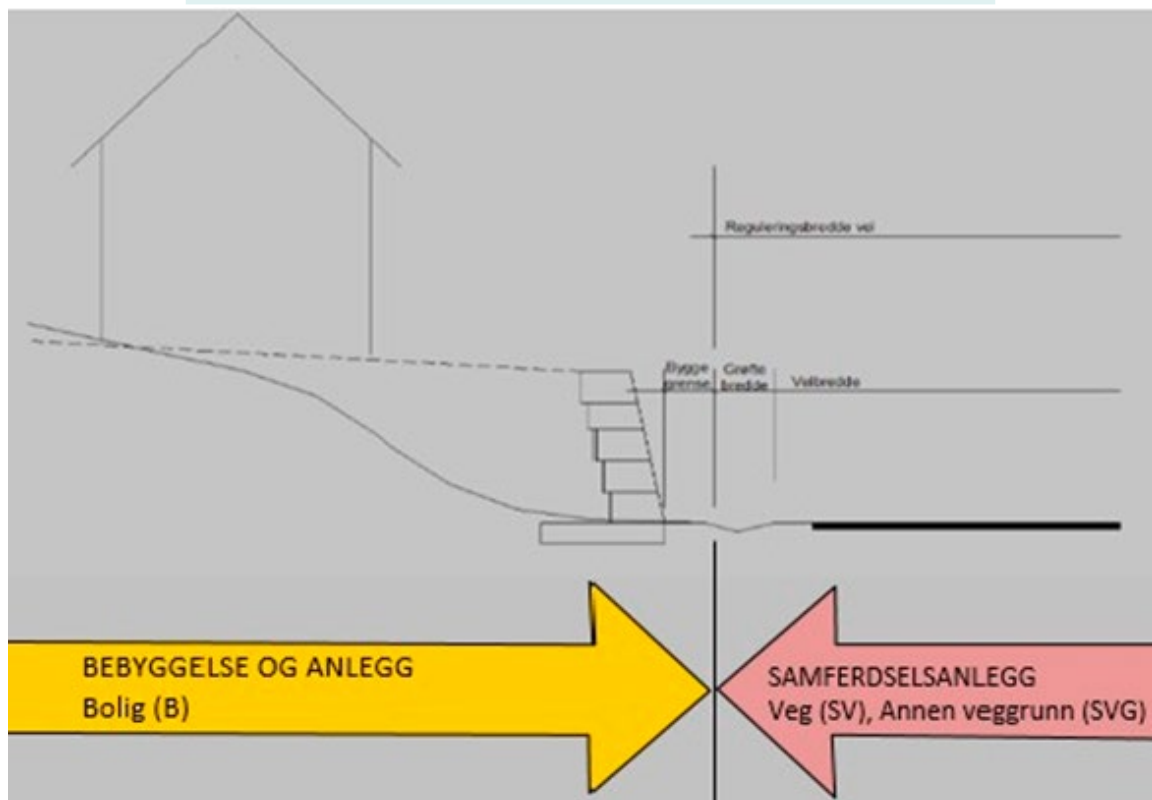 Reguleringsbredde vei
Bygge
grense
Grøfte
bredde
Veibredde
BEBYGGELSE OG ANLEGG
Bolig (B)
SAMFERDSELSANLEGG
Veg (SV), Annen veggrunn (SVG)